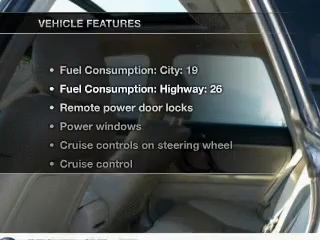 VEHICLE FEATURES
• Fuel Consumption: City: 19
• Fuel Consumption: Highway: 26
• Remote power door locks
• Power windows
• Cruise controls on steering wheel
• Cruise control